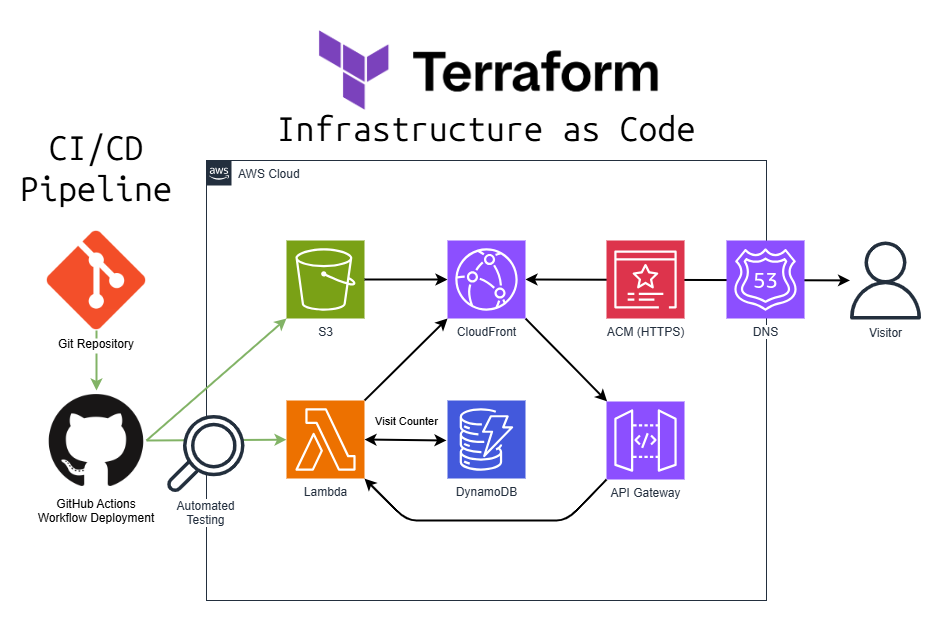 Terraform
Infrastructure as Code
CI/CD
Pipeline
aws
AWS Cloud
Git Repository
S3
CloudFront
ACM (HTTPS)
53
DNS
Visitor
Visit Counter
</>
GitHub Actions
Workflow Deployment
Automated
Testing
Lambda
DynamoDB
API Gateway